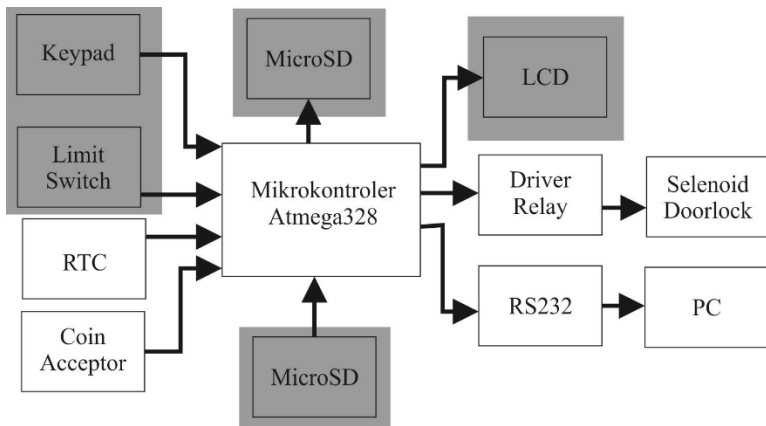 Keypad
Limit
Switch
RTC
Coin
Acceptor
MicroSD
Mikrokontroler
Atmega328
MicroSD
LCD
Driver
Relay
Selenoid
Doorlock
RS232
PC